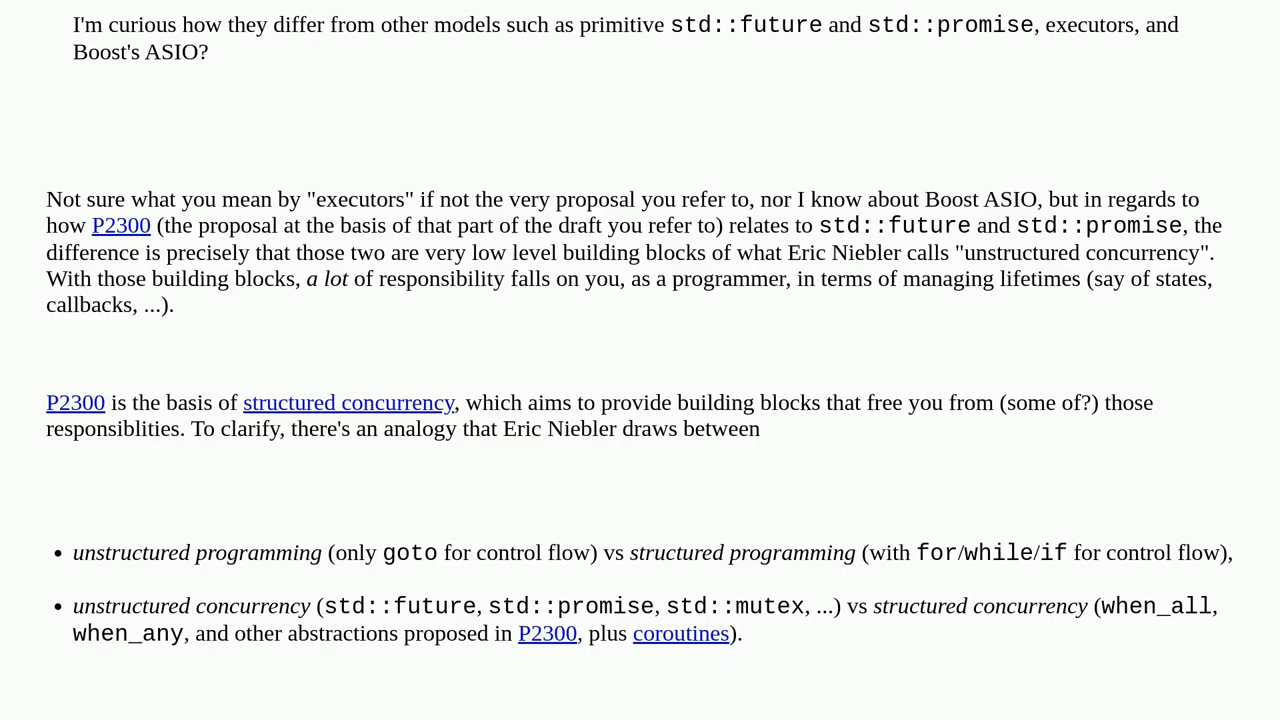 I'm curious how they differ from other models such as primitive std::future and std::promise, executors, and
Boost's ASIO?
Not sure what you mean by "executors" if not the very proposal you refer to, nor I know about Boost ASIO, but in regards to
how P2300 (the proposal at the basis of that part of the draft you refer to) relates to std::future and std::promise, the
difference is precisely that those two are very low level building blocks of what Eric Niebler calls "unstructured concurrency".
With those building blocks, a lot of responsibility falls on you, as a programmer, in terms of managing lifetimes (say of states,
callbacks, ...).
P2300 is the basis of structured concurrency, which aims to provide building blocks that free you from (some of?) those
responsiblities. To clarify, there's an analogy that Eric Niebler draws between
• unstructured programming (only goto for control flow) vs structured programming (with for/while/if for control flow),
• unstructured concurrency (std::future, std::promise, std::mutex, ...) vs structured concurrency (when_all,
when_any, and other abstractions proposed in P2300, plus coroutines).